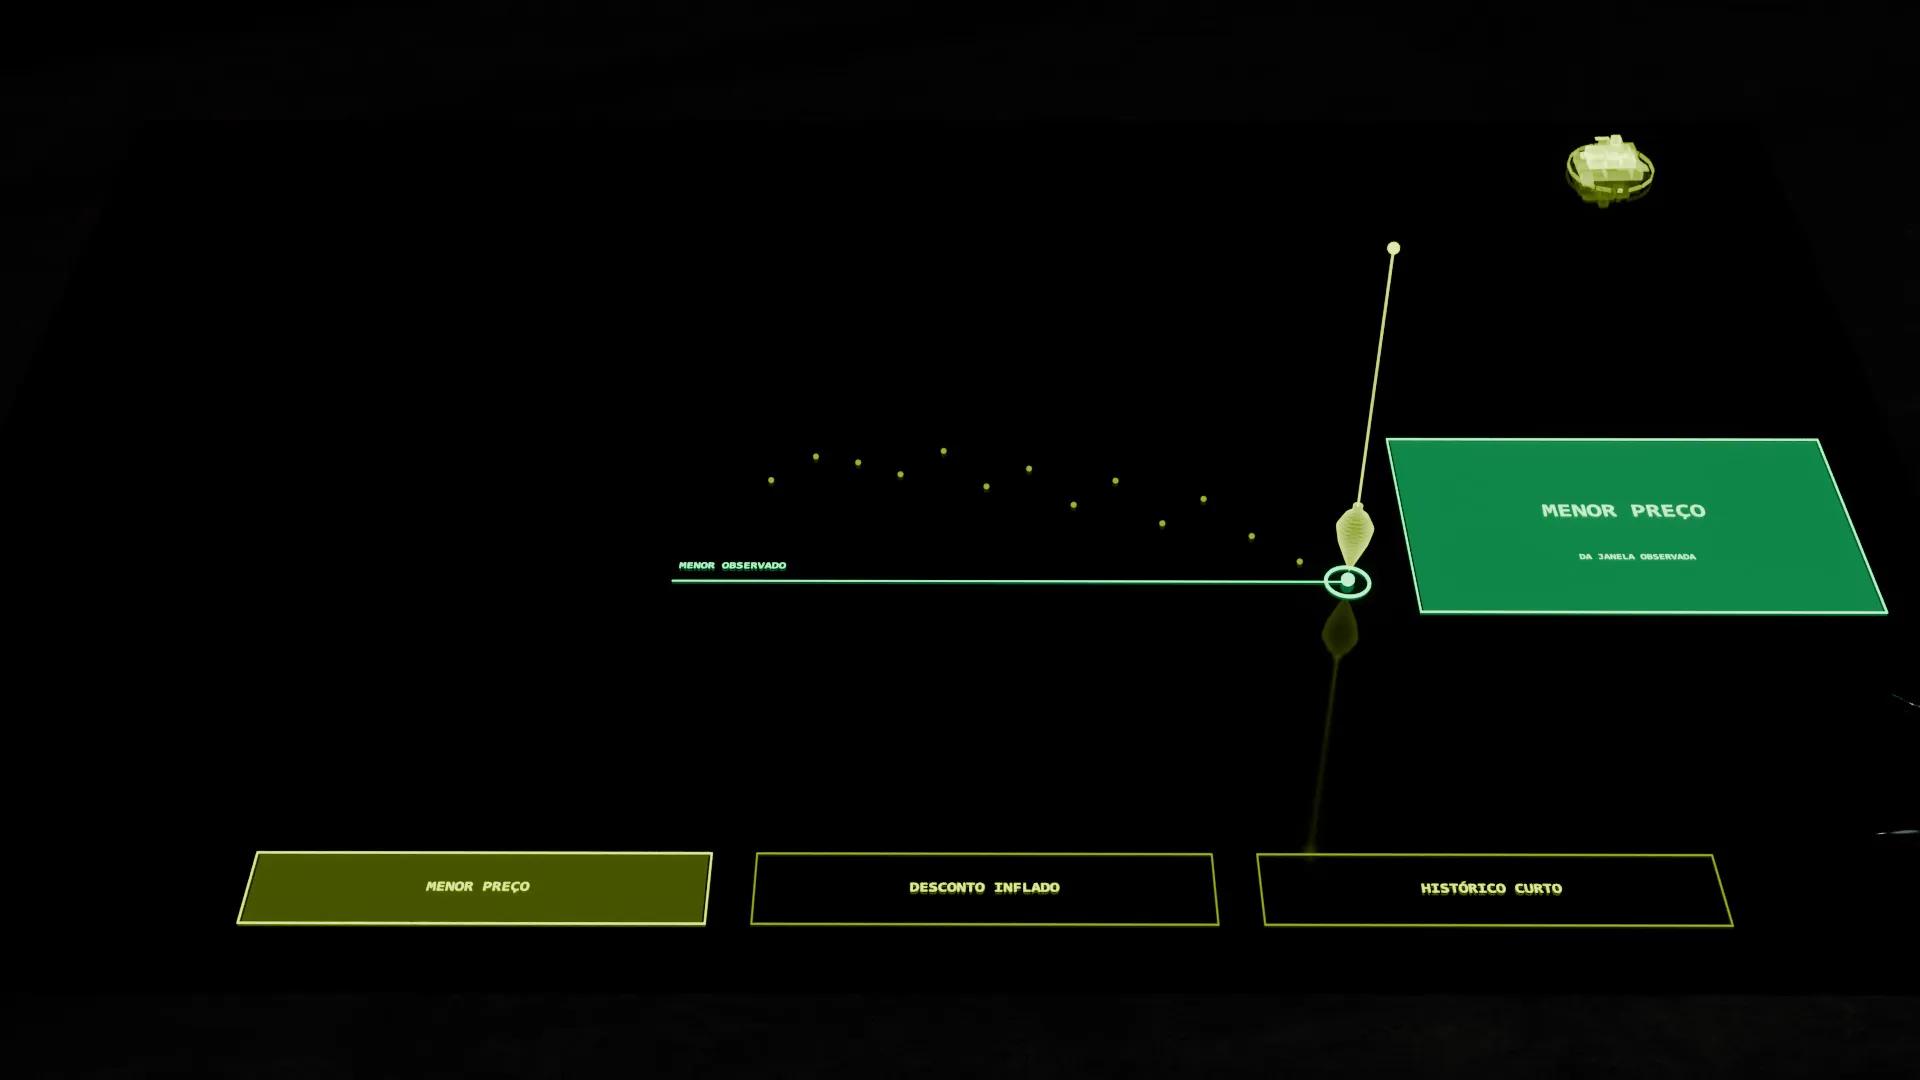 MENOR PREÇO
DA JANELA OBSERVADA
MENOR OBSERVADO
MENOR PREÇO
DESCONTO INFLADO
HISTÓRICO CURTO